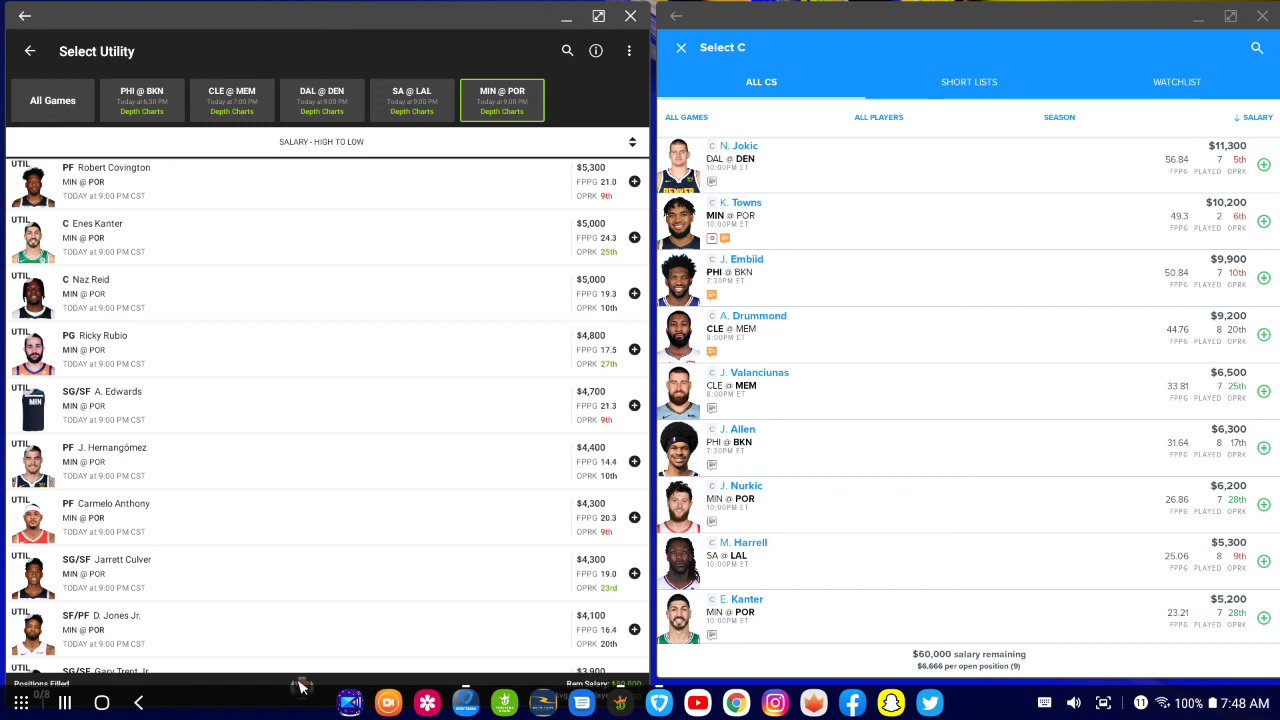 Select Utility
All Games
PHI @ BKN
Today at 6:30 PM
Depth Charts
CLE @ MEM
Today at 7:00 PM
Depth Charts
DAL @ DEN
Today at 9:00 PM
Depth Charts
SA @ LAL
Today at 9:00 PM
Depth Charts
MIN @ POR
Today at 9:00 PM
Depth Charts
SALARY - HIGH TO LOW
UTIL
PF Robert Covington $5,300
MIN @ POR FPPG 21.0
TODAY at 9:00 PM CST OPRK 9th
UTIL
C Enes Kanter $5,000
MIN @ POR FPPG 24.3
TODAY at 9:00 PM CST OPRK 25th
UTIL
C Naz Reid $5,000
MIN @ POR FPPG 19.3
TODAY at 9:00 PM CST OPRK 10th
UTIL
PG Ricky Rubio $4,800
MIN @ POR FPPG 17.5
TODAY at 9:00 PM CST OPRK 27th
UTIL
SG/SF A. Edwards $4,700
MIN @ POR FPPG 21.3
TODAY at 9:00 PM CST OPRK 9th
MIN
UTIL
PF J. Hernangómez $4,400
MIN @ POR FPPG 14.4
TODAY at 9:00 PM CST OPRK 10th
UTIL
PF Carmelo Anthony $4,300
MIN @ POR FPPG 20.3
TODAY at 9:00 PM CST OPRK 9th
UTIL
SG/SF Jarrett Culver $4,300
MIN @ POR FPPG 19.0
TODAY at 9:00 PM CST OPRK 23rd
UTIL
SF/PF D. Jones Jr. $4,100
MIN @ POR FPPG 16.4
TODAY at 9:00 PM CST OPRK 20th
UTIL
SG/SF Gary Trent Jr. $3,900
Positions Filled Rem Salary: $50,000
0/8
Select C
ALL CS SHORT LISTS WATCHLIST
ALL GAMES ALL PLAYERS SEASON ↓ SALARY
C N. Jokic $11,300
DAL @ DEN 56.84 7 5th
10:00PM ET FPPG PLAYED OPRK
C K. Towns $10,200
MIN @ POR 49.3 2 6th
10:00PM ET FPPG PLAYED OPRK
C J. Embiid $9,900
PHI @ BKN 50.84 7 10th
7:30PM ET FPPG PLAYED OPRK
C A. Drummond $9,200
CLE @ MEM 44.76 8 20th
8:00PM ET FPPG PLAYED OPRK
C J. Valanciunas $6,500
CLE @ MEM 33.81 7 25th
8:00PM ET FPPG PLAYED OPRK
C J. Allen $6,300
PHI @ BKN 31.64 8 17th
7:30PM ET FPPG PLAYED OPRK
C J. Nurkic $6,200
MIN @ POR 26.86 7 28th
10:00PM ET FPPG PLAYED OPRK
C M. Harrell $5,300
SA @ LAL 25.06 8 9th
10:00PM ET FPPG PLAYED OPRK
C E. Kanter $5,200
MIN @ POR 23.21 7 28th
10:00PM ET FPPG PLAYED OPRK
$60,000 salary remaining
$6,666 per open position (9)
11 100% 7:48 AM